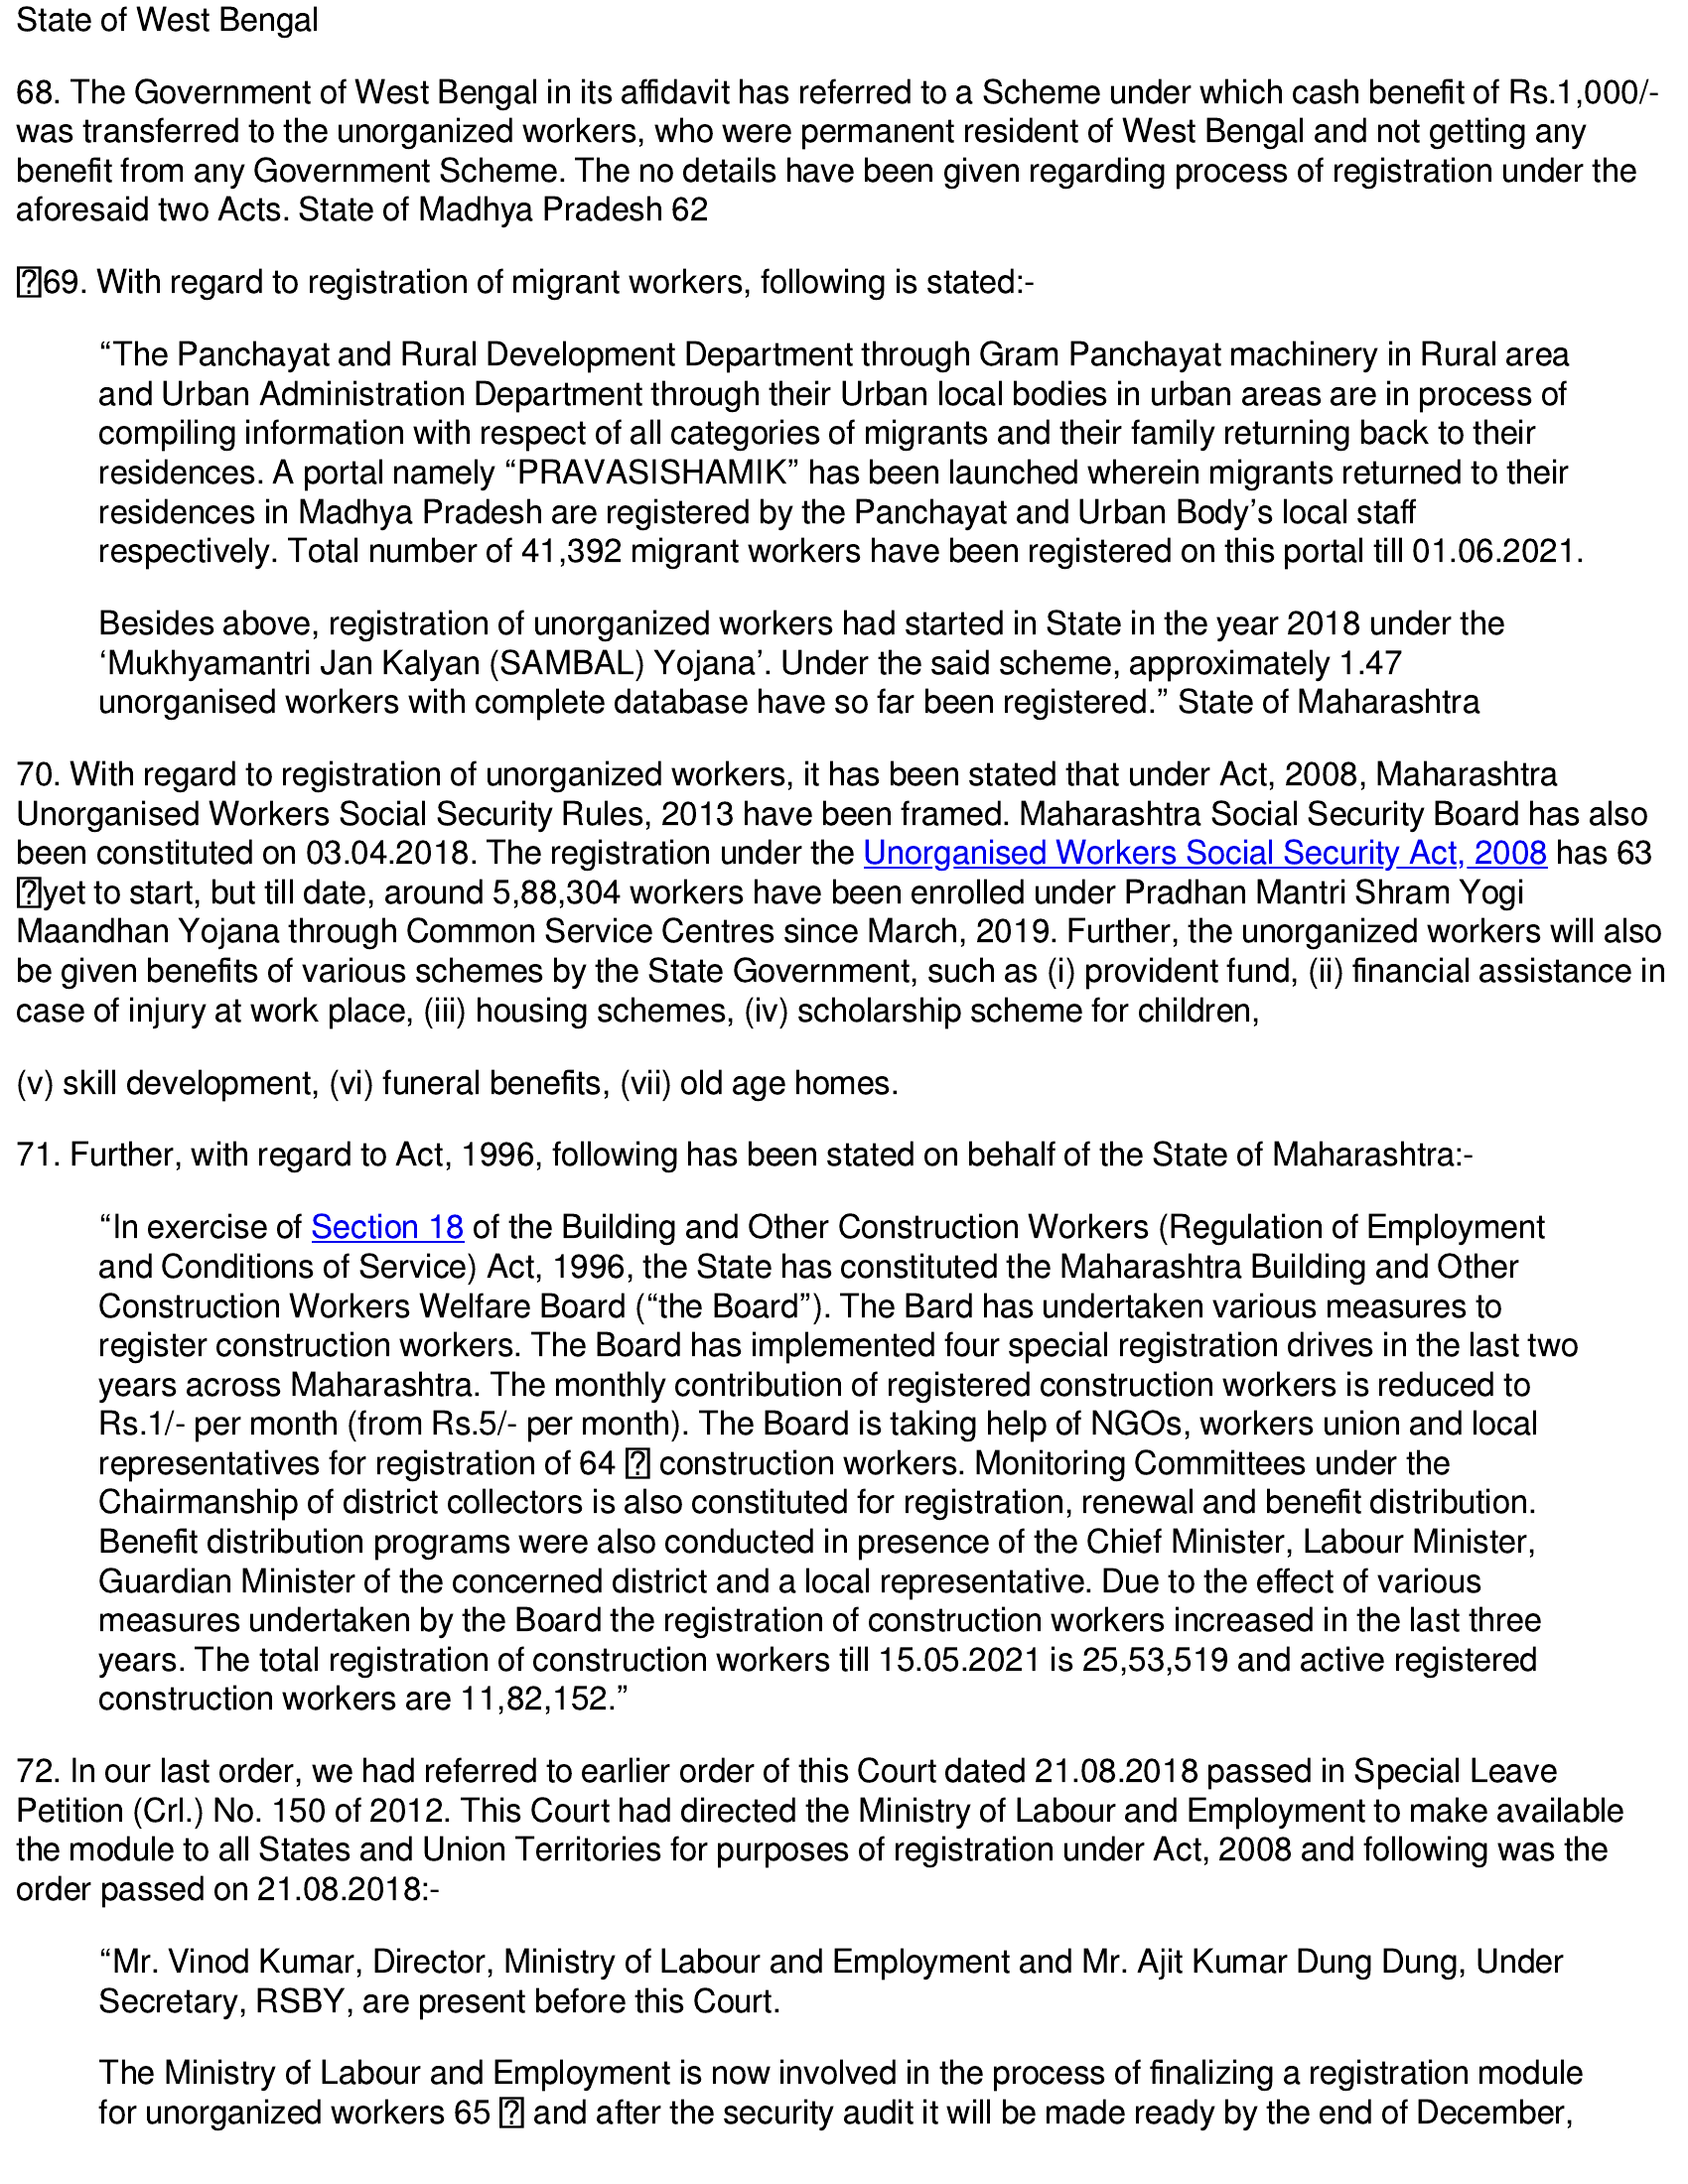 State of West Bengal
68. The Government of West Bengal in its affidavit has referred to a Scheme under which cash benefit of Rs.1,000/-
was transferred to the unorganized workers, who were permanent resident of West Bengal and not getting any
benefit from any Government Scheme. The no details have been given regarding process of registration under the
aforesaid two Acts. State of Madhya Pradesh 62
69. With regard to registration of migrant workers, following is stated:-
“The Panchayat and Rural Development Department through Gram Panchayat machinery in Rural area
and Urban Administration Department through their Urban local bodies in urban areas are in process of
compiling information with respect of all categories of migrants and their family returning back to their
residences. A portal namely “PRAVASISHAMIK” has been launched wherein migrants returned to their
residences in Madhya Pradesh are registered by the Panchayat and Urban Body’s local staff
respectively. Total number of 41,392 migrant workers have been registered on this portal till 01.06.2021.
Besides above, registration of unorganized workers had started in State in the year 2018 under the
‘Mukhyamantri Jan Kalyan (SAMBAL) Yojana’. Under the said scheme, approximately 1.47
unorganised workers with complete database have so far been registered.” State of Maharashtra
70. With regard to registration of unorganized workers, it has been stated that under Act, 2008, Maharashtra
Unorganised Workers Social Security Rules, 2013 have been framed. Maharashtra Social Security Board has also
been constituted on 03.04.2018. The registration under the Unorganised Workers Social Security Act, 2008 has 63
yet to start, but till date, around 5,88,304 workers have been enrolled under Pradhan Mantri Shram Yogi
Maandhan Yojana through Common Service Centres since March, 2019. Further, the unorganized workers will also
be given benefits of various schemes by the State Government, such as (i) provident fund, (ii) financial assistance in
case of injury at work place, (iii) housing schemes, (iv) scholarship scheme for children,
(v) skill development, (vi) funeral benefits, (vii) old age homes.
71. Further, with regard to Act, 1996, following has been stated on behalf of the State of Maharashtra:-
“In exercise of Section 18 of the Building and Other Construction Workers (Regulation of Employment
and Conditions of Service) Act, 1996, the State has constituted the Maharashtra Building and Other
Construction Workers Welfare Board (“the Board”). The Bard has undertaken various measures to
register construction workers. The Board has implemented four special registration drives in the last two
years across Maharashtra. The monthly contribution of registered construction workers is reduced to
Rs.1/- per month (from Rs.5/- per month). The Board is taking help of NGOs, workers union and local
representatives for registration of 64 construction workers. Monitoring Committees under the
Chairmanship of district collectors is also constituted for registration, renewal and benefit distribution.
Benefit distribution programs were also conducted in presence of the Chief Minister, Labour Minister,
Guardian Minister of the concerned district and a local representative. Due to the effect of various
measures undertaken by the Board the registration of construction workers increased in the last three
years. The total registration of construction workers till 15.05.2021 is 25,53,519 and active registered
construction workers are 11,82,152.”
72. In our last order, we had referred to earlier order of this Court dated 21.08.2018 passed in Special Leave
Petition (Crl.) No. 150 of 2012. This Court had directed the Ministry of Labour and Employment to make available
the module to all States and Union Territories for purposes of registration under Act, 2008 and following was the
order passed on 21.08.2018:-
“Mr. Vinod Kumar, Director, Ministry of Labour and Employment and Mr. Ajit Kumar Dung Dung, Under
Secretary, RSBY, are present before this Court.
The Ministry of Labour and Employment is now involved in the process of finalizing a registration module
for unorganized workers 65 and after the security audit it will be made ready by the end of December,